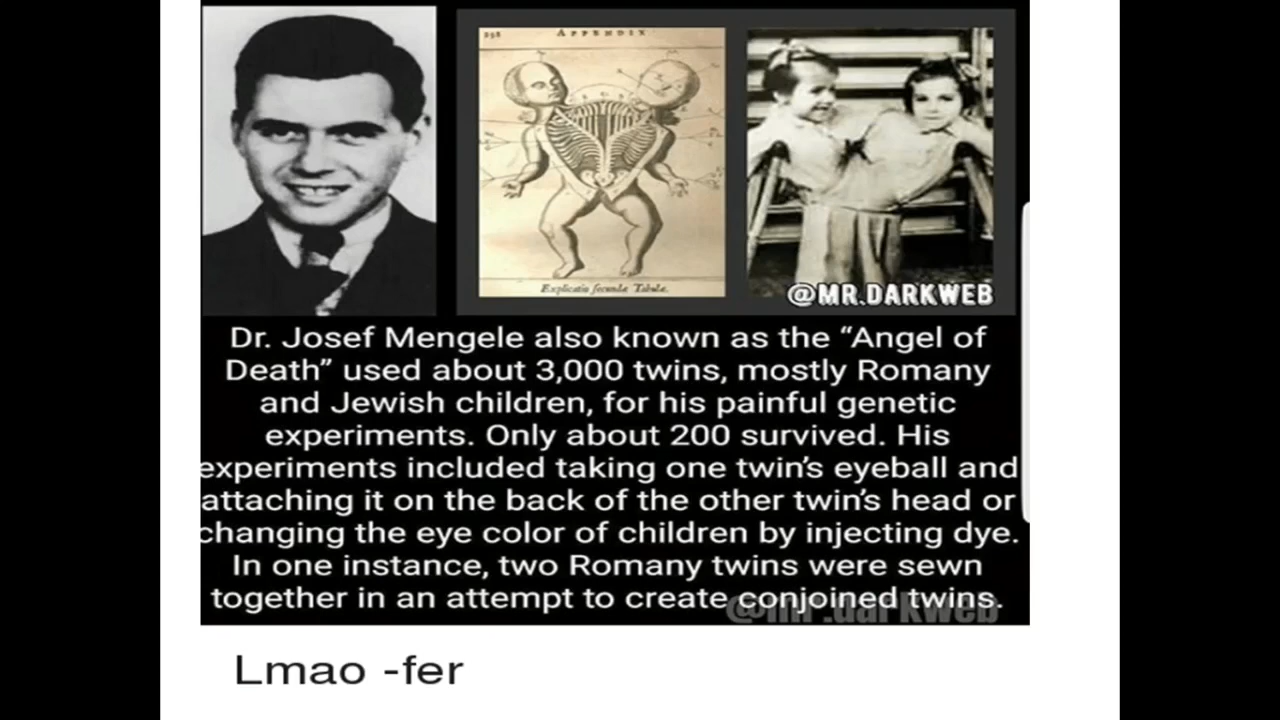 292 APPENDIX
Explicatio secunda Tabulæ.
@MR.DARKWEB
Dr. Josef Mengele also known as the “Angel of
Death” used about 3,000 twins, mostly Romany
and Jewish children, for his painful genetic
experiments. Only about 200 survived. His
experiments included taking one twin’s eyeball and
attaching it on the back of the other twin’s head or
changing the eye color of children by injecting dye.
In one instance, two Romany twins were sewn
together in an attempt to create conjoined twins.
@mr.darkweb
Lmao -fer